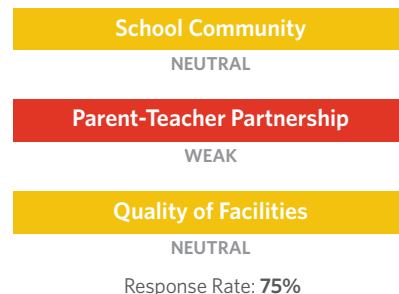 School Community
NEUTRAL
Parent-Teacher Partnership
WEAK
Quality of Facilities
NEUTRAL
Response Rate: 75%